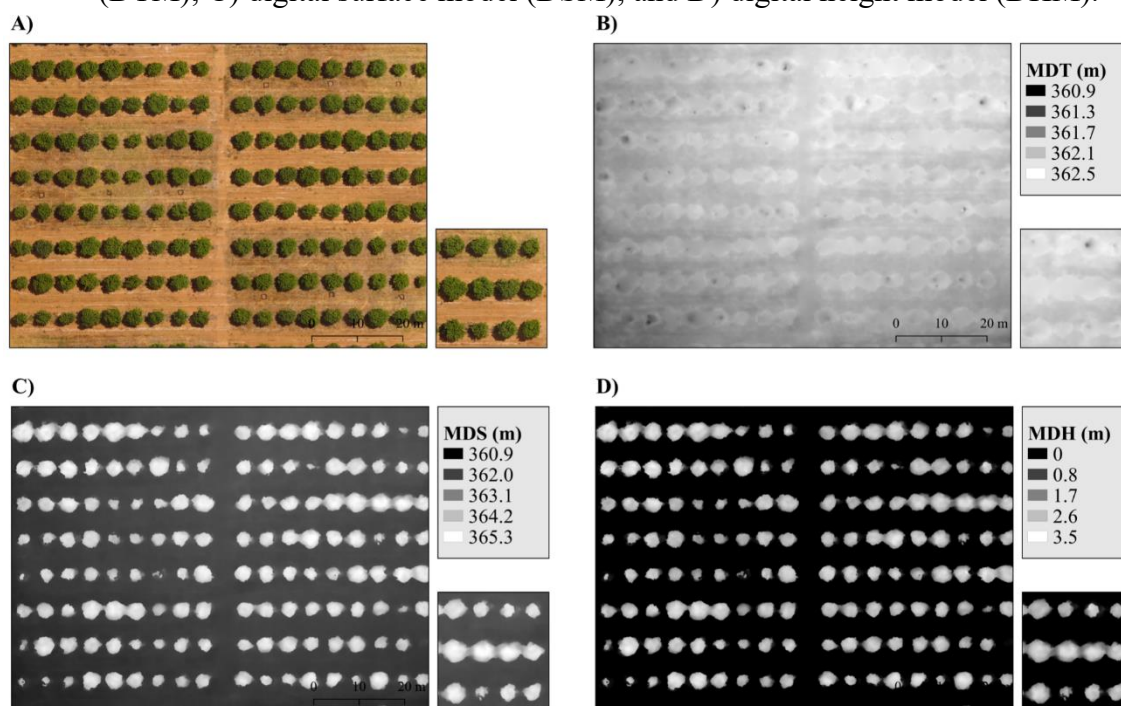 (DTM); C) digital surface model (DSM); and D) digital height model (DHM).
A)
B)
MDT (m)
360.9
361.3
361.7
362.1
362.5
0 10 20 m
0 10 20 m
C)
D)
MDS (m)
360.9
362.0
363.1
364.2
365.3
MDH (m)
0
0.8
1.7
2.6
3.5
0 10 20 m